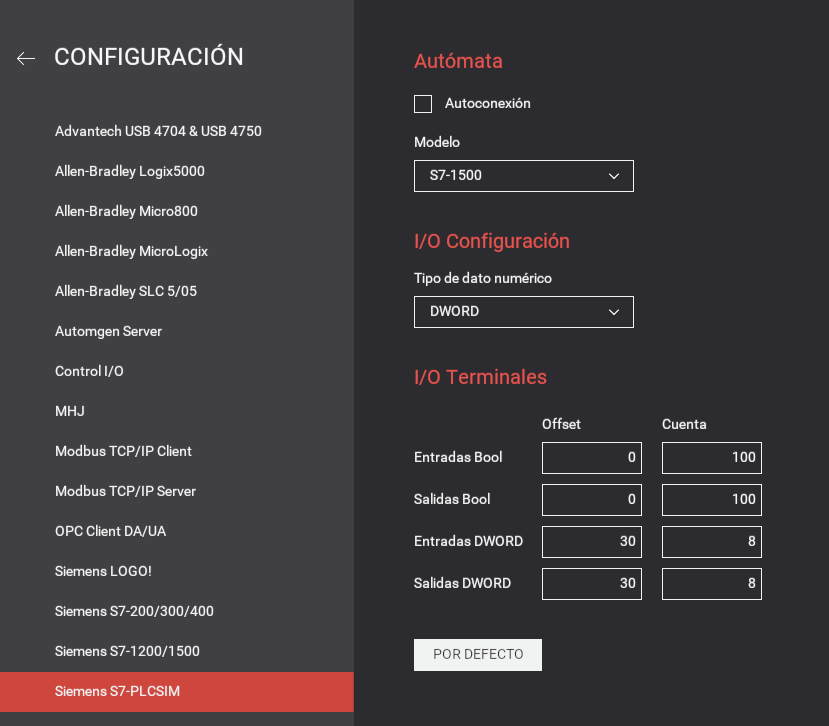 CONFIGURACIÓN
Advantech USB 4704 & USB 4750
Allen-Bradley Logix5000
Allen-Bradley Micro800
Allen-Bradley MicroLogix
Allen-Bradley SLC 5/05
Automgen Server
Control I/O
MHJ
Modbus TCP/IP Client
Modbus TCP/IP Server
OPC Client DA/UA
Siemens LOGO!
Siemens S7-200/300/400
Siemens S7-1200/1500
Siemens S7-PLCSIM
Autómata
Autoconexión
Modelo
S7-1500
I/O Configuración
Tipo de dato numérico
DWORD
I/O Terminales
Offset Cuenta
Entradas Bool 0 100
Salidas Bool 0 100
Entradas DWORD 30 8
Salidas DWORD 30 8
POR DEFECTO